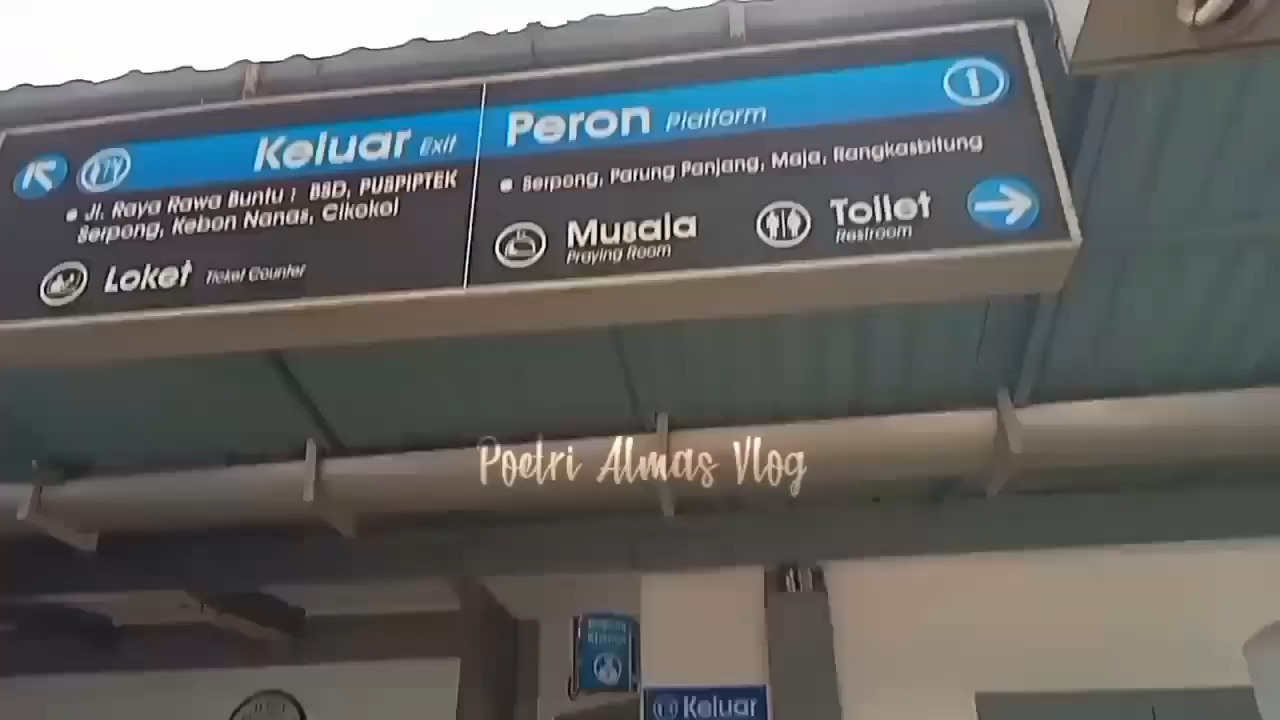 Keluar Exit
Jl. Raya Rawa Buntu : BSD, PUSPIPTEK
Serpong, Kebon Nanas, Cikokol
Loket Ticket Counter
Peron Platform 1
Serpong, Parung Panjang, Maja, Rangkasbitung
Musala
Praying Room
Toilet
Restroom
Poetri Almas Vlog
Keluar